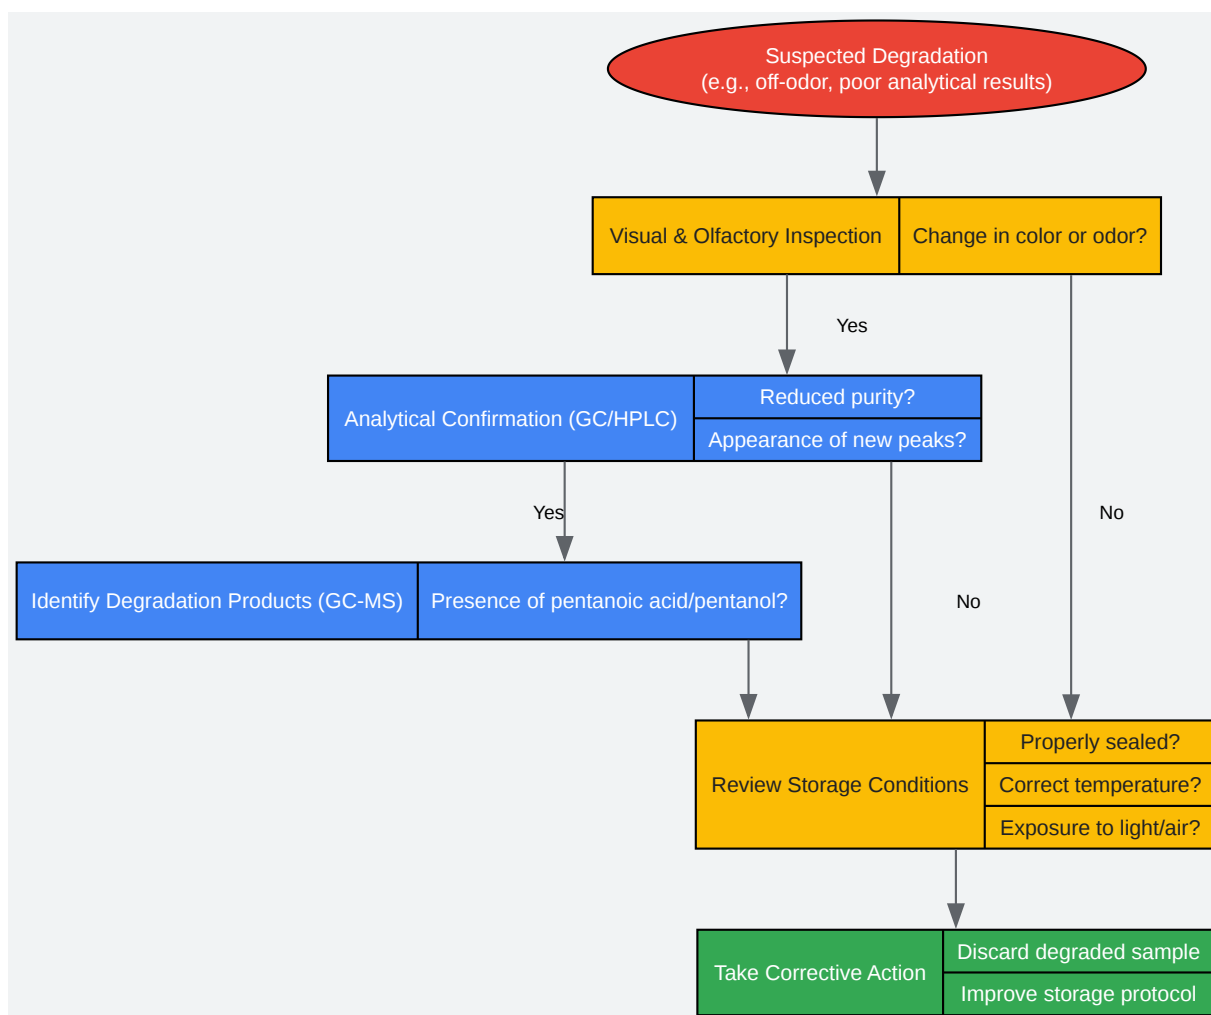 Suspected Degradation
(e.g., off-odor, poor analytical results)
Visual & Olfactory Inspection
Change in color or odor?
Yes
Analytical Confirmation (GC/HPLC)
Reduced purity?
Appearance of new peaks?
Yes
No
Identify Degradation Products (GC-MS)
Presence of pentanoic acid/pentanol?
No
Review Storage Conditions
Properly sealed?
Correct temperature?
Exposure to light/air?
Take Corrective Action
Discard degraded sample
Improve storage protocol